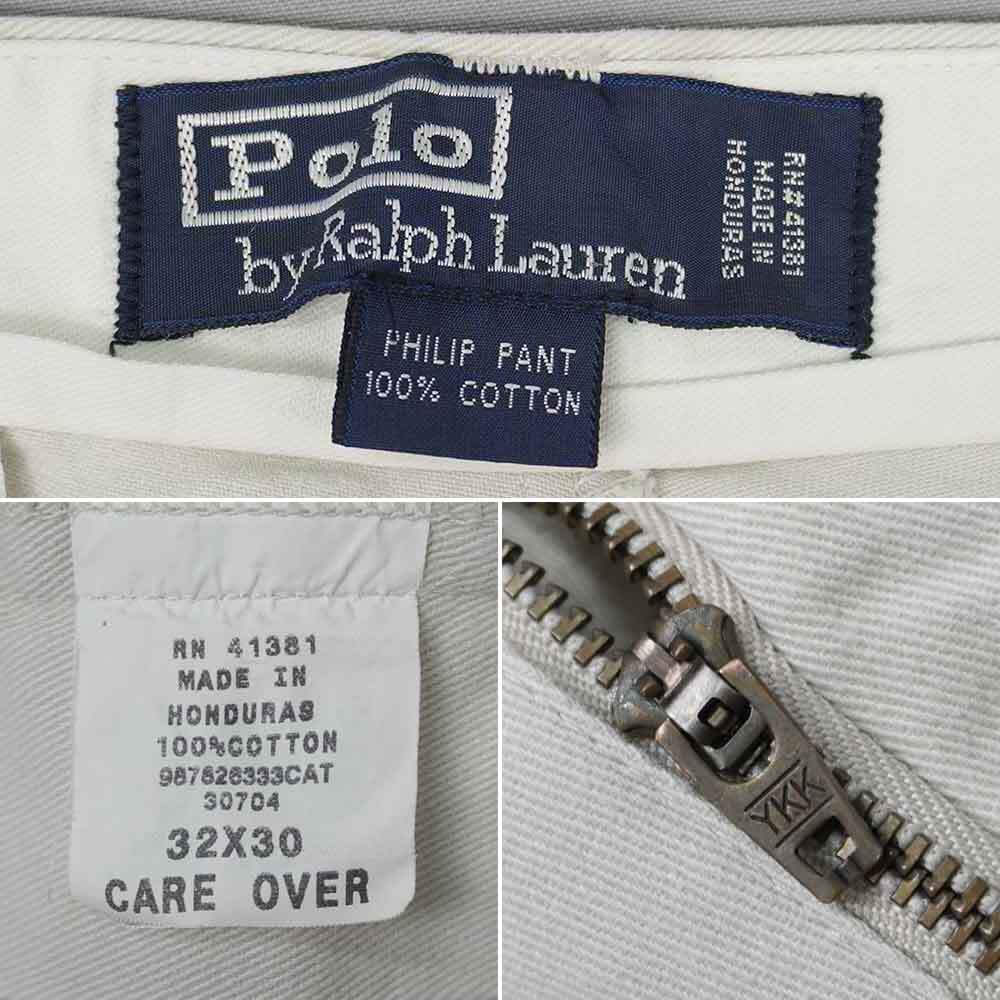 Polo
by Ralph Lauren
RN#41381
MADE IN
HONDURAS
PHILIP PANT
100% COTTON
RN 41381
MADE IN
HONDURAS
100%COTTON
987626333CAT
30704
32X30
CARE OVER
YKK